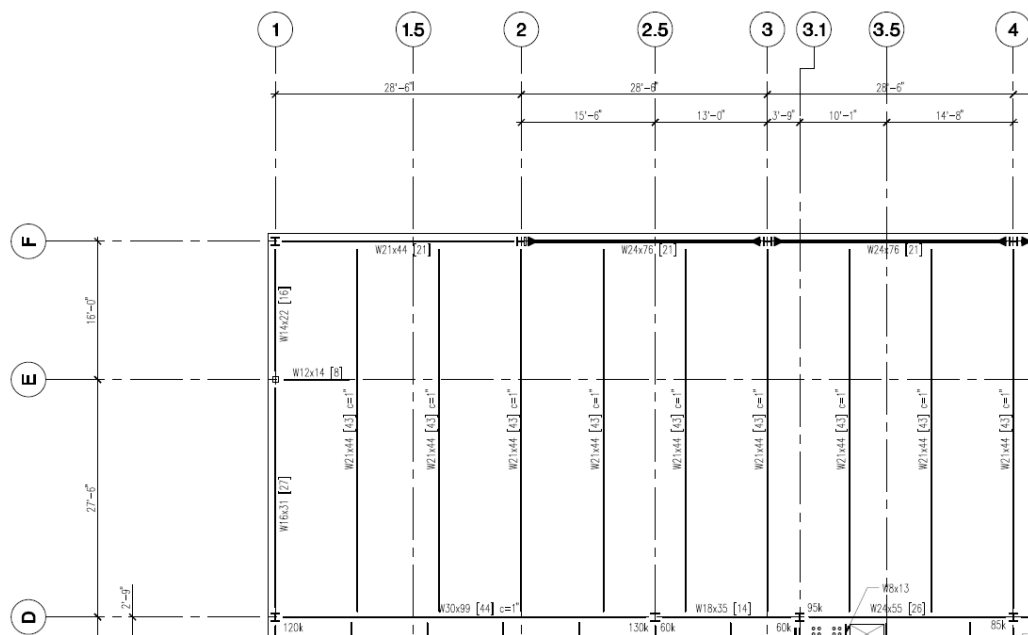 1 1.5 2 2.5 3 3.1 3.5 4
28'-6" 28'-6" 28'-6"
15'-6" 13'-0" 3'-9" 10'-1" 14'-8"
F
W21x44 [21] W24x76 [21] W24x76 [21]
16'-0"
W14x22 [16]
E
W12x14 [8]
W21x44 [43] c=1"
W21x44 [43] c=1"
W21x44 [43] c=1"
W21x44 [43] c=1"
W21x44 [43] c=1"
W21x44 [43] c=1"
W21x44 [43] c=1"
W21x44 [43] c=1"
W21x44 [43] c=1"
27'-6"
W16x31 [27]
W8x13
2'-9"
D
W30x99 [44] c=1" W18x35 [14] 95k W24x55 [26]
120k 130k 60k 60k 85k